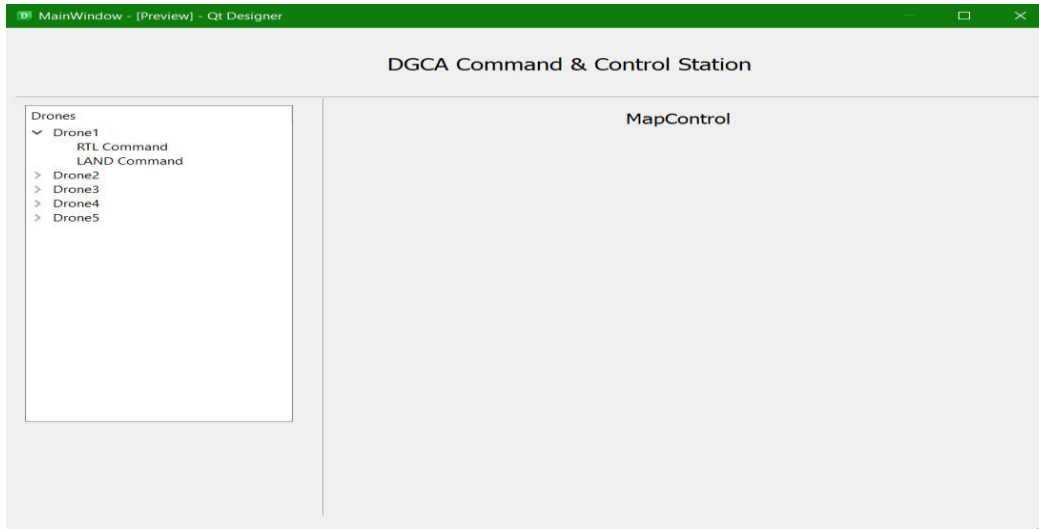 MainWindow - [Preview] - Qt Designer
DGCA Command & Control Station
Drones
Drone1
RTL Command
LAND Command
Drone2
Drone3
Drone4
Drone5
MapControl